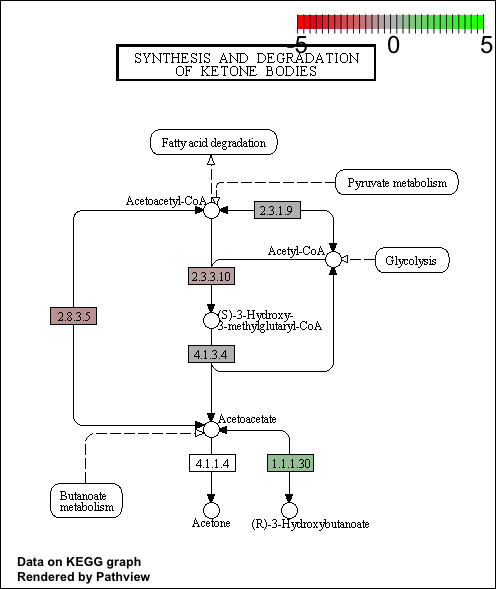 -5 0 5
SYNTHESIS AND DEGRADATION
OF KETONE BODIES
Fatty acid degradation
Pyruvate metabolism
Acetoacetyl-CoA
2.3.1.9
Acetyl-CoA
Glycolysis
2.3.3.10
2.8.3.5
(S)-3-Hydroxy-
3-methylglutaryl-CoA
4.1.3.4
Acetoacetate
4.1.1.4
1.1.1.30
Butanoate
metabolism
Acetone
(R)-3-Hydroxybutanoate
Data on KEGG graph
Rendered by Pathview